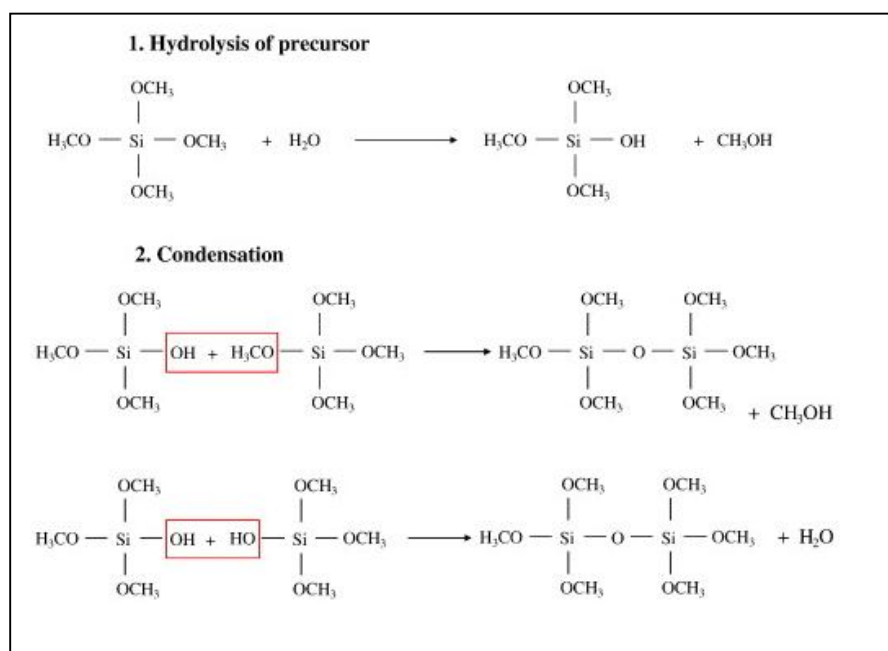 1. Hydrolysis of precursor
OCH₃ OCH₃
H₃CO — Si — OCH₃ + H₂O H₃CO — Si — OH + CH₃OH
OCH₃ OCH₃
2. Condensation
OCH₃ OCH₃ OCH₃ OCH₃
H₃CO — Si — OH + H₃CO — Si — OCH₃ H₃CO — Si — O — Si — OCH₃
OCH₃ OCH₃ OCH₃ OCH₃
+ CH₃OH
OCH₃ OCH₃ OCH₃ OCH₃
H₃CO — Si — OH + HO — Si — OCH₃ H₃CO — Si — O — Si — OCH₃ + H₂O
OCH₃ OCH₃ OCH₃ OCH₃